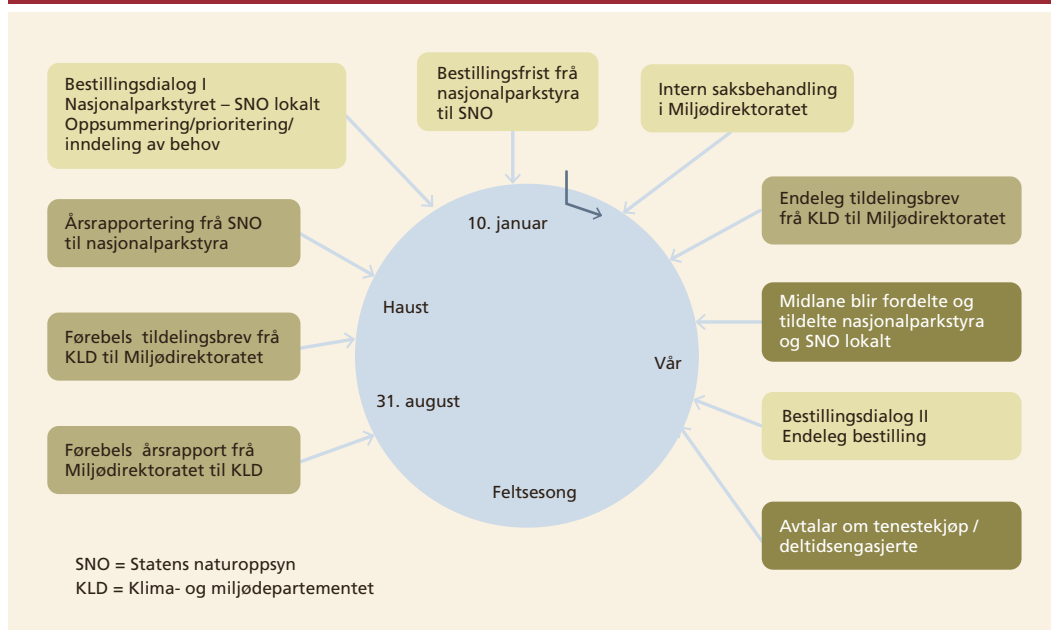 Bestillingsdialog I
Nasjonalparkstyret – SNO lokalt
Oppsummering/prioritering/
inndeling av behov
Bestillingsfrist frå
nasjonalparkstyra
til SNO
Intern saksbehandling
i Miljødirektoratet
Årsrapportering frå SNO
til nasjonalparkstyra
Endeleg tildelingsbrev
frå KLD til Miljødirektoratet
10. januar
Haust
Førebels tildelingsbrev frå
KLD til Miljødirektoratet
Midlane blir fordelte og
tildelte nasjonalparkstyra
og SNO lokalt
Vår
31. august
Bestillingsdialog II
Endeleg bestilling
Førebels årsrapport frå
Miljødirektoratet til KLD
Feltsesong
Avtalar om tenestekjøp /
deltidsengasjerte
SNO = Statens naturoppsyn
KLD = Klima- og miljødepartementet